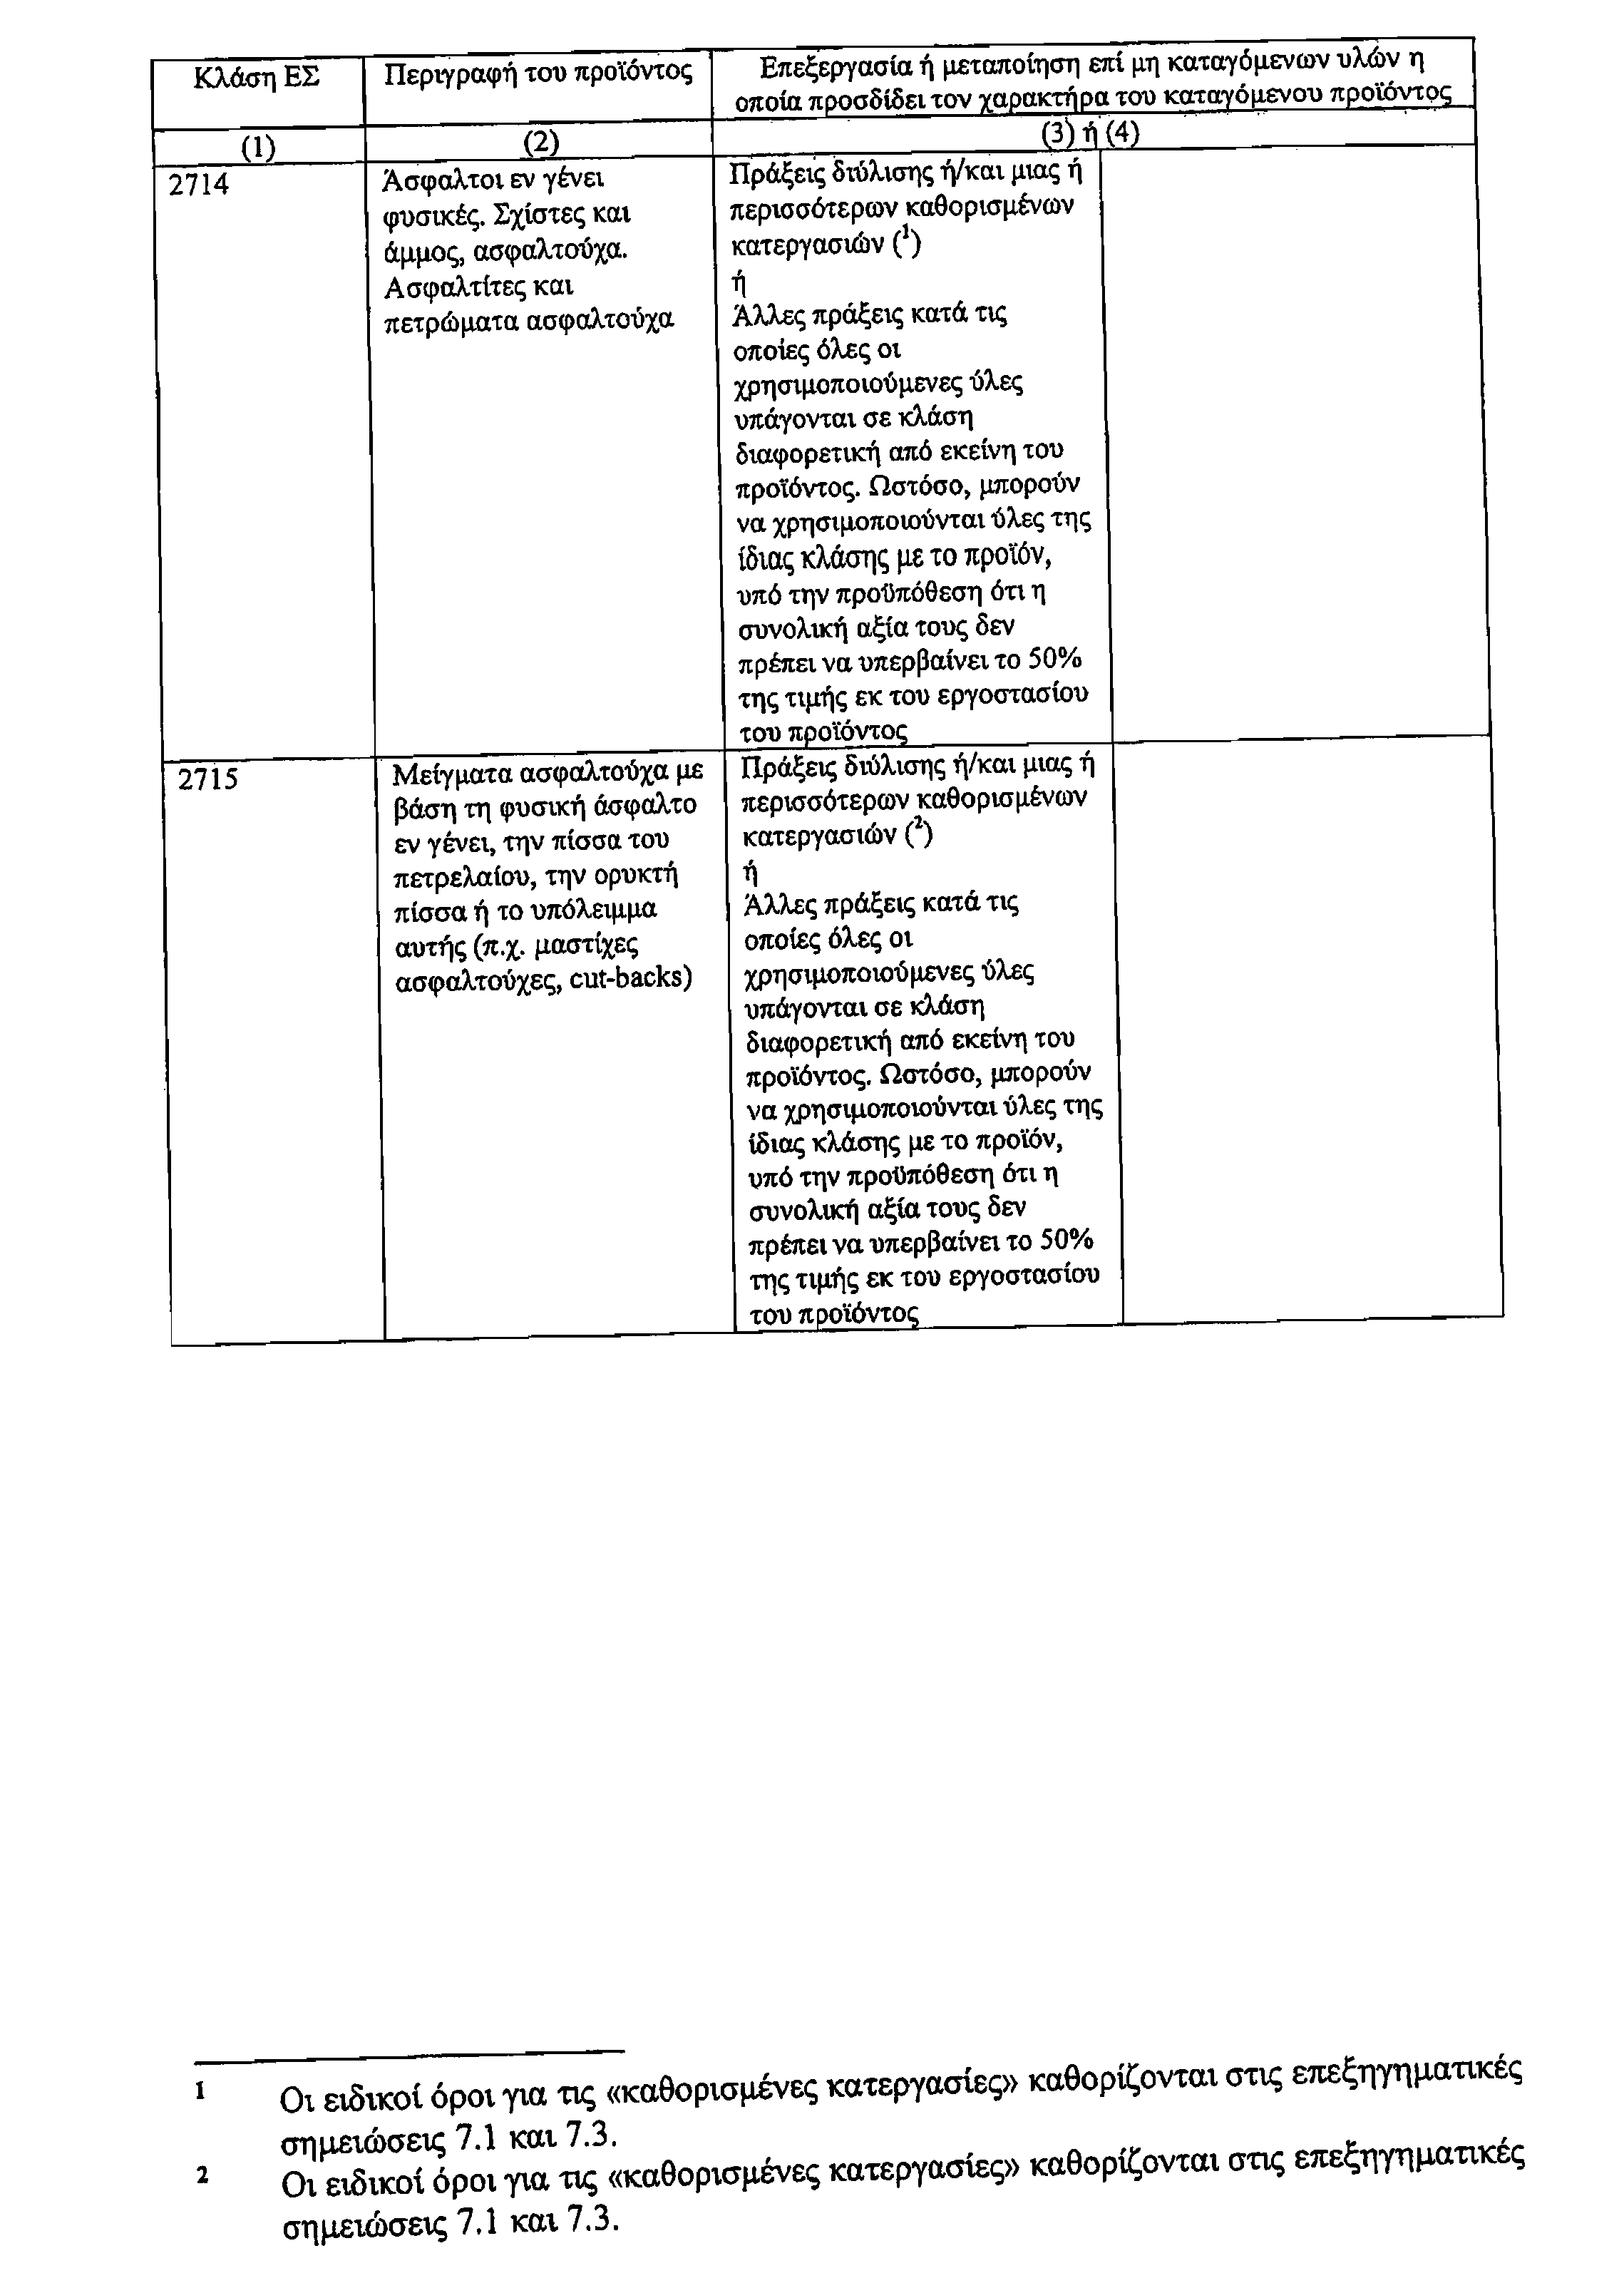 Κλάση ΕΣ
Περιγραφή του προϊόντος
Επεξεργασία ή μεταποίηση επί μη καταγόμενων υλών η
οποία προσδίδει τον χαρακτήρα του καταγόμενου προϊόντος
(1)
(2)
(3) ή (4)
2714
Άσφαλτοι εν γένει
φυσικές. Σχίστες και
άμμος, ασφαλτούχα.
Ασφαλτίτες και
πετρώματα ασφαλτούχα
Πράξεις διύλισης ή/και μιας ή
περισσότερων καθορισμένων
κατεργασιών (¹)
ή
Άλλες πράξεις κατά τις
οποίες όλες οι
χρησιμοποιούμενες ύλες
υπάγονται σε κλάση
διαφορετική από εκείνη του
προϊόντος. Ωστόσο, μπορούν
να χρησιμοποιούνται ύλες της
ίδιας κλάσης με το προϊόν,
υπό την προϋπόθεση ότι η
συνολική αξία τους δεν
πρέπει να υπερβαίνει το 50%
της τιμής εκ του εργοστασίου
του προϊόντος
2715
Μείγματα ασφαλτούχα με
βάση τη φυσική άσφαλτο
εν γένει, την πίσσα του
πετρελαίου, την ορυκτή
πίσσα ή το υπόλειμμα
αυτής (π.χ. μαστίχες
ασφαλτούχες, cut-backs)
Πράξεις διύλισης ή/και μιας ή
περισσότερων καθορισμένων
κατεργασιών (²)
ή
Άλλες πράξεις κατά τις
οποίες όλες οι
χρησιμοποιούμενες ύλες
υπάγονται σε κλάση
διαφορετική από εκείνη του
προϊόντος. Ωστόσο, μπορούν
να χρησιμοποιούνται ύλες της
ίδιας κλάσης με το προϊόν,
υπό την προϋπόθεση ότι η
συνολική αξία τους δεν
πρέπει να υπερβαίνει το 50%
της τιμής εκ του εργοστασίου
του προϊόντος
1 Οι ειδικοί όροι για τις «καθορισμένες κατεργασίες» καθορίζονται στις επεξηγηματικές
σημειώσεις 7.1 και 7.3.
2 Οι ειδικοί όροι για τις «καθορισμένες κατεργασίες» καθορίζονται στις επεξηγηματικές
σημειώσεις 7.1 και 7.3.